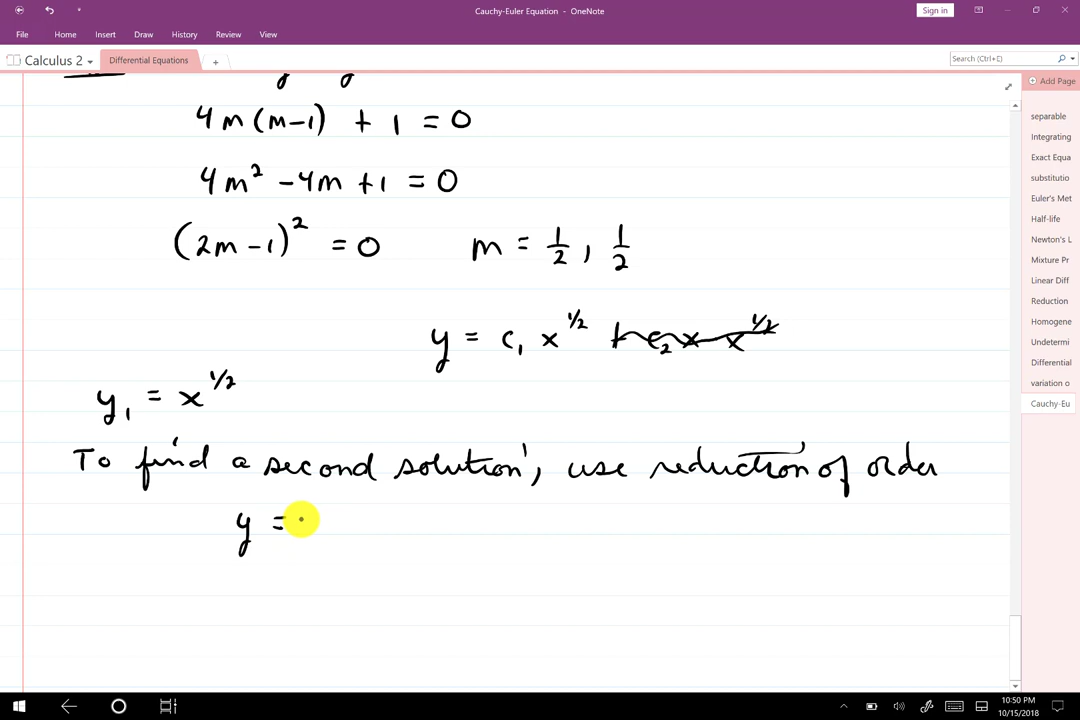 Cauchy-Euler Equation - OneNote
Sign in
File Home Insert Draw History Review View
Calculus 2 Differential Equations + Search (Ctrl+E)
Add Page
separable
Integrating
Exact Equa
substitutio
Euler's Met
Half-life
Newton's L
Mixture Pr
Linear Diff
Reduction
Homogene
Undetermi
Differential
variation o
Cauchy-Eu
4m(m-1) + 1 = 0
4m² - 4m + 1 = 0
(2m - 1)² = 0 m = 1/2, 1/2
y = c₁ x^1/2 + c₂ x x^1/2
y₁ = x^1/2
To find a second solution, use reduction of order
y =
10:50 PM
10/15/2018